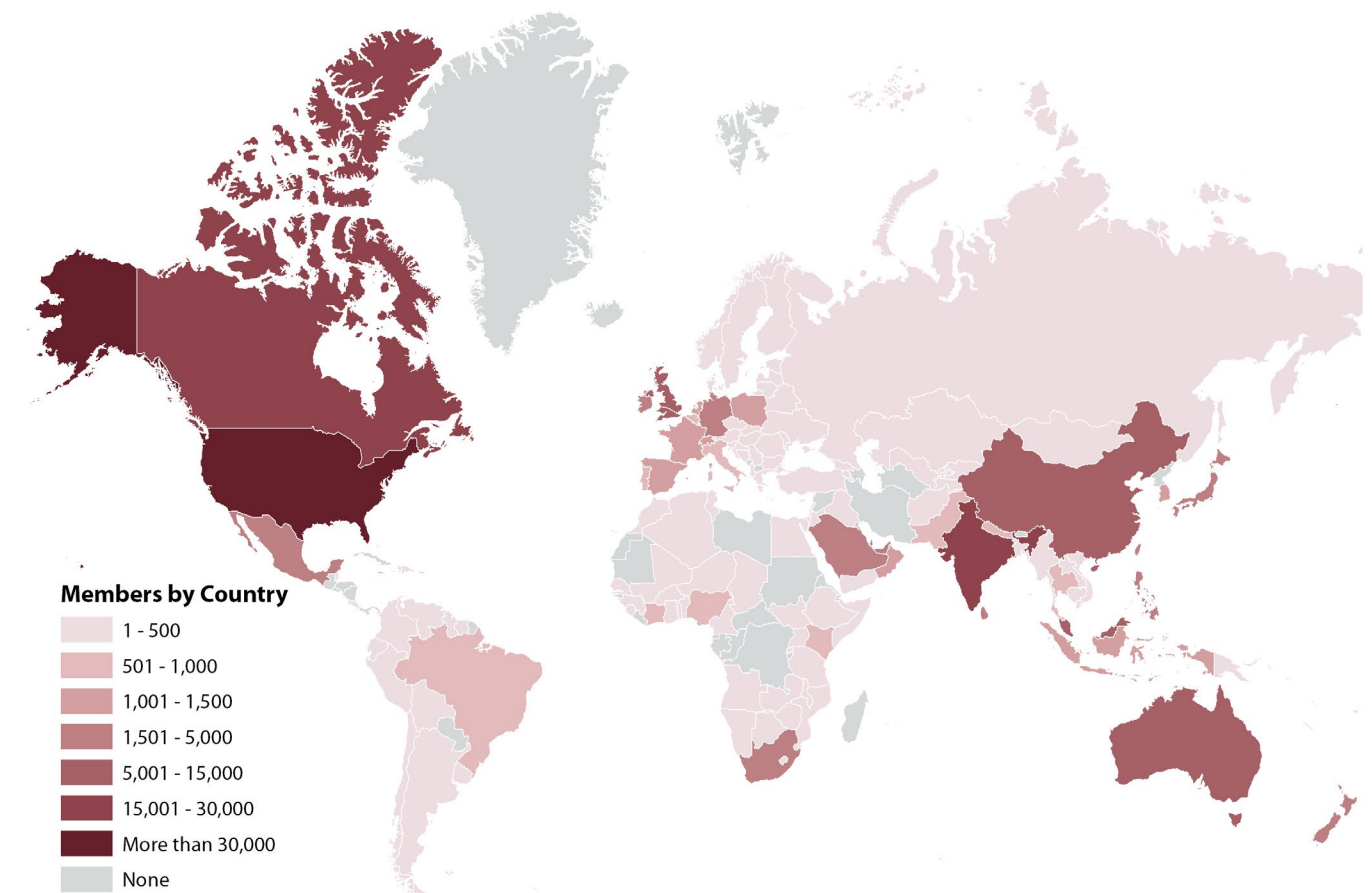 Members by Country
1 - 500
501 - 1,000
1,001 - 1,500
1,501 - 5,000
5,001 - 15,000
15,001 - 30,000
More than 30,000
None